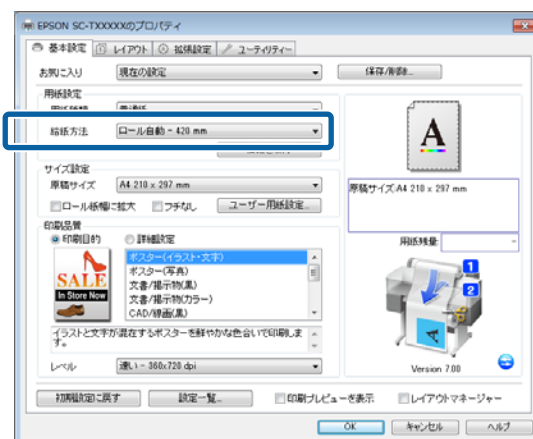 EPSON SC-TXXXXXのプロパティ
基本設定 レイアウト 拡張設定 ユーティリティー
お気に入り 現在の設定 保存/削除...
用紙設定
給紙方法 ロール自動 - 420 mm
サイズ設定
原稿サイズ A4 210 x 297 mm
ロール紙幅に拡大 フチなし ユーザー用紙設定...
印刷品質
印刷目的 詳細設定
SALE
In Store Now
ポスター(イラスト・文字)
ポスター(写真)
文書/掲示物(黒)
文書/掲示物(カラー)
CAD/線画(黒)
イラストと文字が混在するポスターを鮮やかな色合いで印刷します。
レベル 速い - 360x720 dpi
A
原稿サイズ:A4 210 x 297 mm
用紙残量: -
1
2
A
Version 7.00
初期設定に戻す 設定一覧... 印刷プレビューを表示 レイアウトマネージャー
OK キャンセル ヘルプ